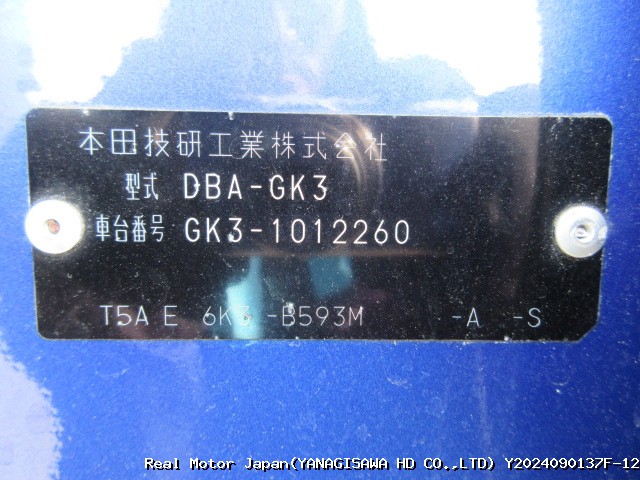 本田技研工業株式会社
型式 DBA-GK3
車台番号 GK3-1012260
T5A E 6K3 -B593M -A -S
Real Motor Japan(YANAGISAWA HD CO.,LTD) Y2024090137F-12